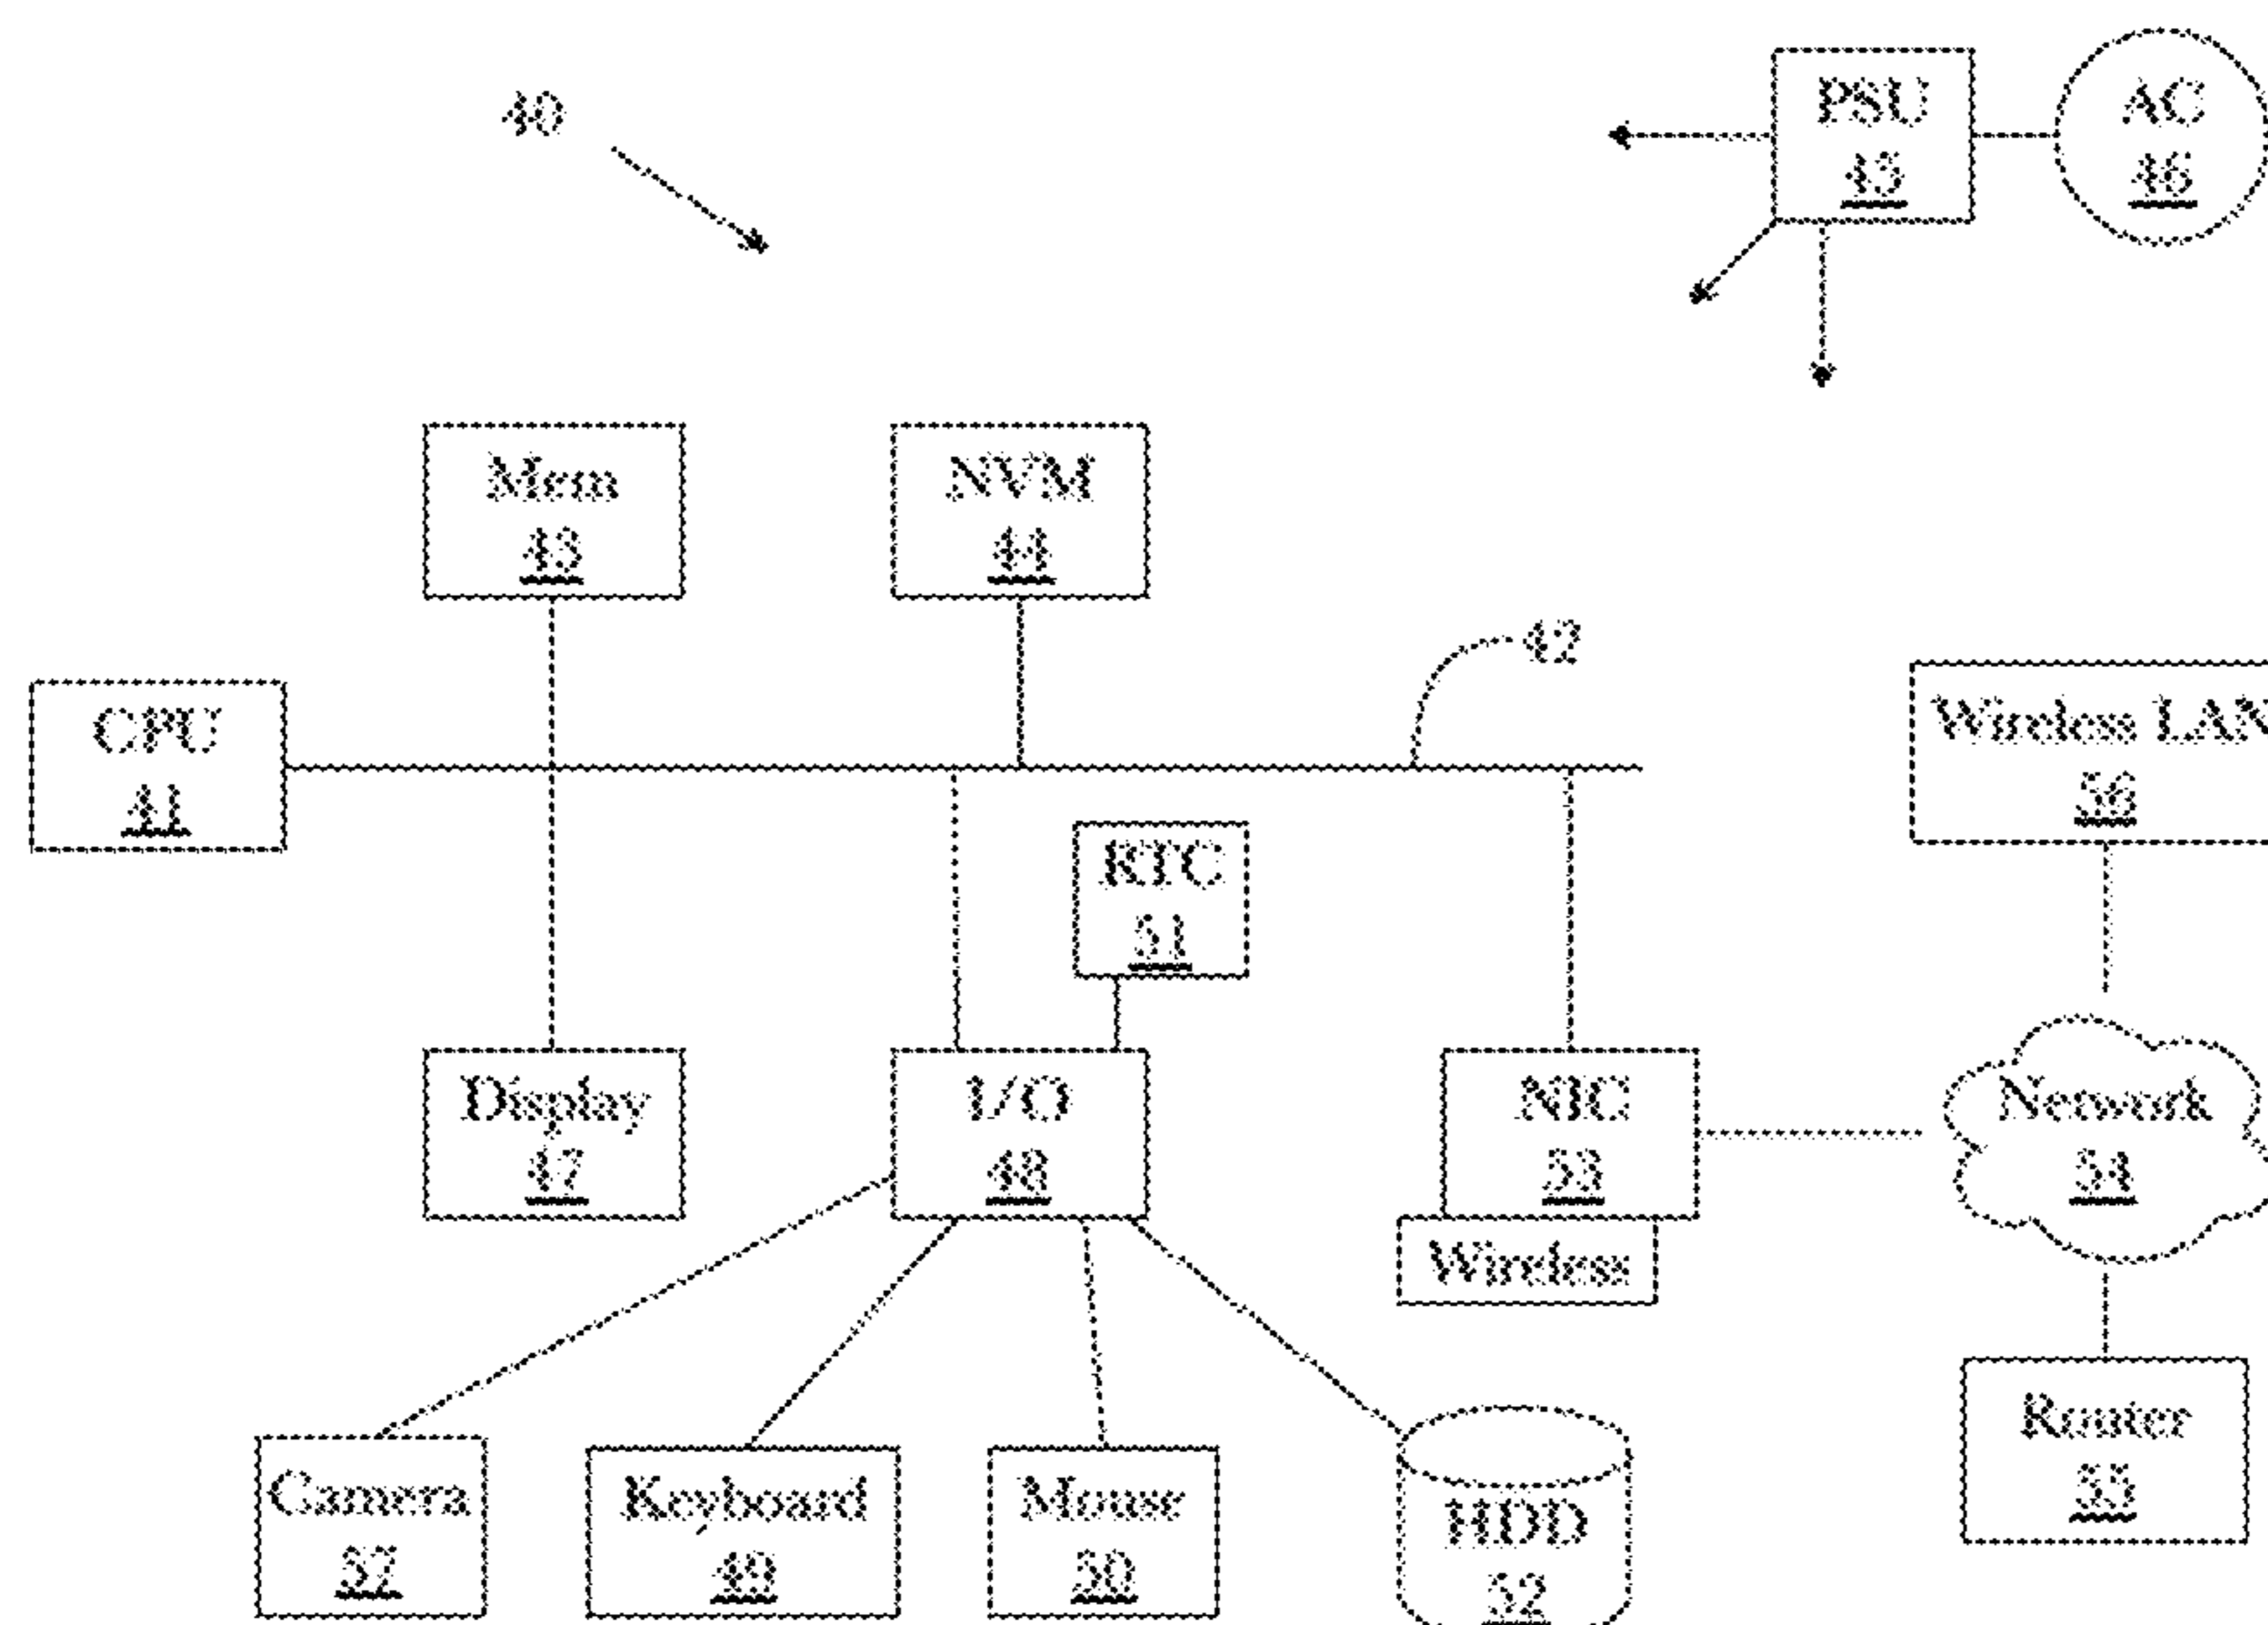 40
PSU
45
AC
46
Mem
43
NVM
44
42
CPU
41
Wireless LAN
56
RTC
51
Display
47
I/O
48
NIC
53
Wireless
Network
54
Router
55
Camera
57
Keyboard
49
Mouse
50
HDD
52